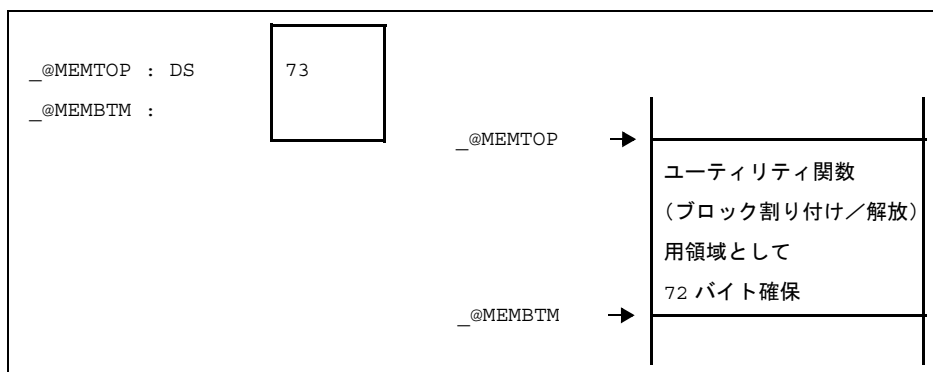 _@MEMTOP : DS 73
_@MEMBTM :
_@MEMTOP
ユーティリティ関数
(ブロック割り付け／解放)
用領域として
72 バイト確保
_@MEMBTM